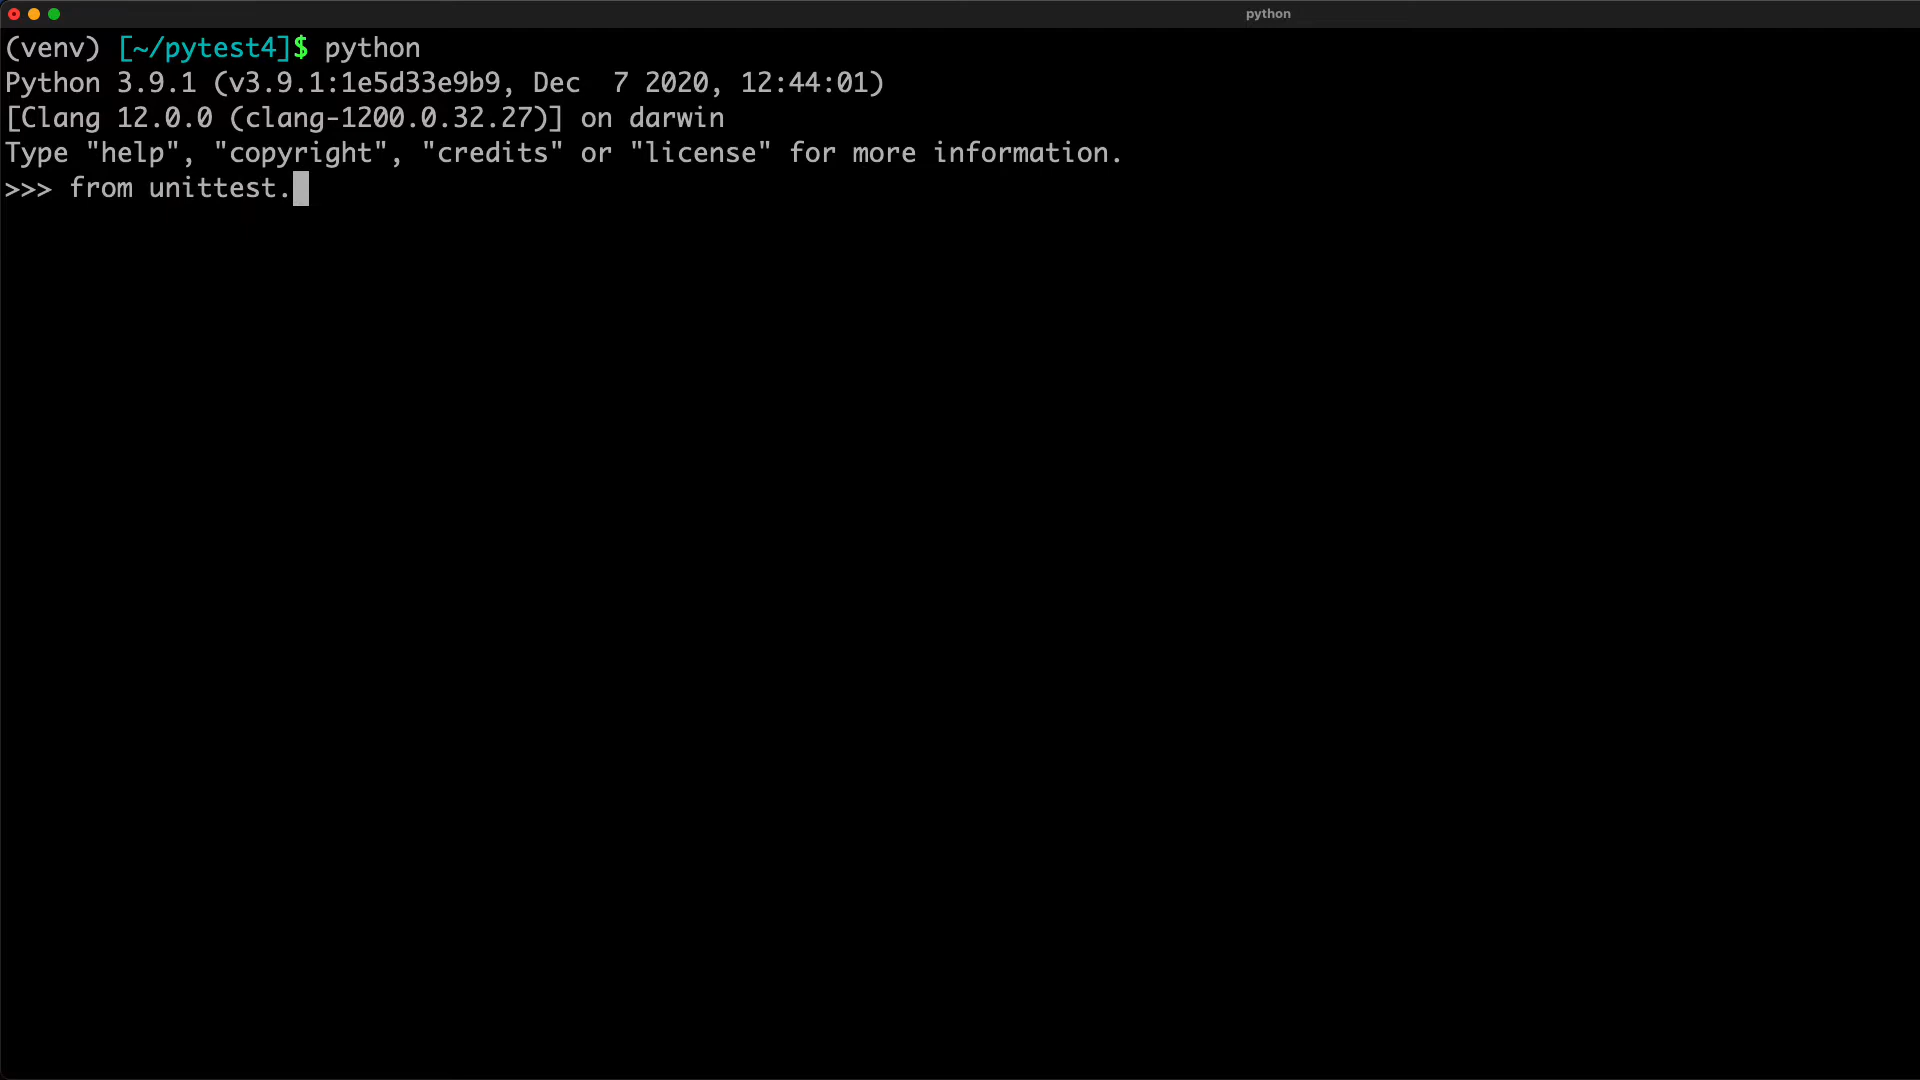 python
(venv) [~/pytest4]$ python
Python 3.9.1 (v3.9.1:1e5d33e9b9, Dec  7 2020, 12:44:01)
[Clang 12.0.0 (clang-1200.0.32.27)] on darwin
Type "help", "copyright", "credits" or "license" for more information.
>>> from unittest.